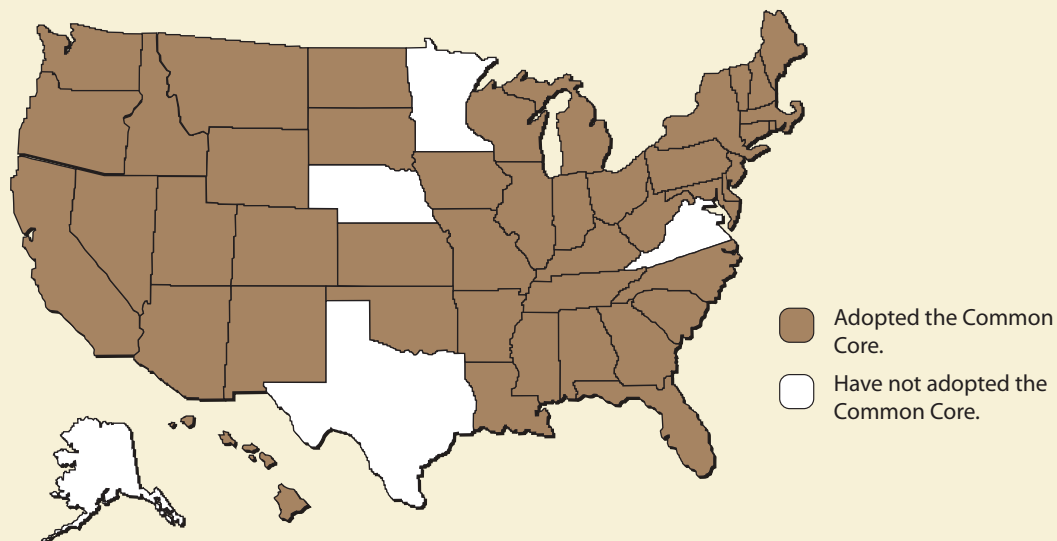 Adopted the Common
Core.
Have not adopted the
Common Core.